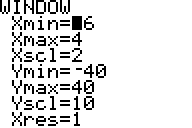 WINDOW
Xmin=■6
Xmax=4
Xscl=2
Ymin=-40
Ymax=40
Yscl=10
Xres=1